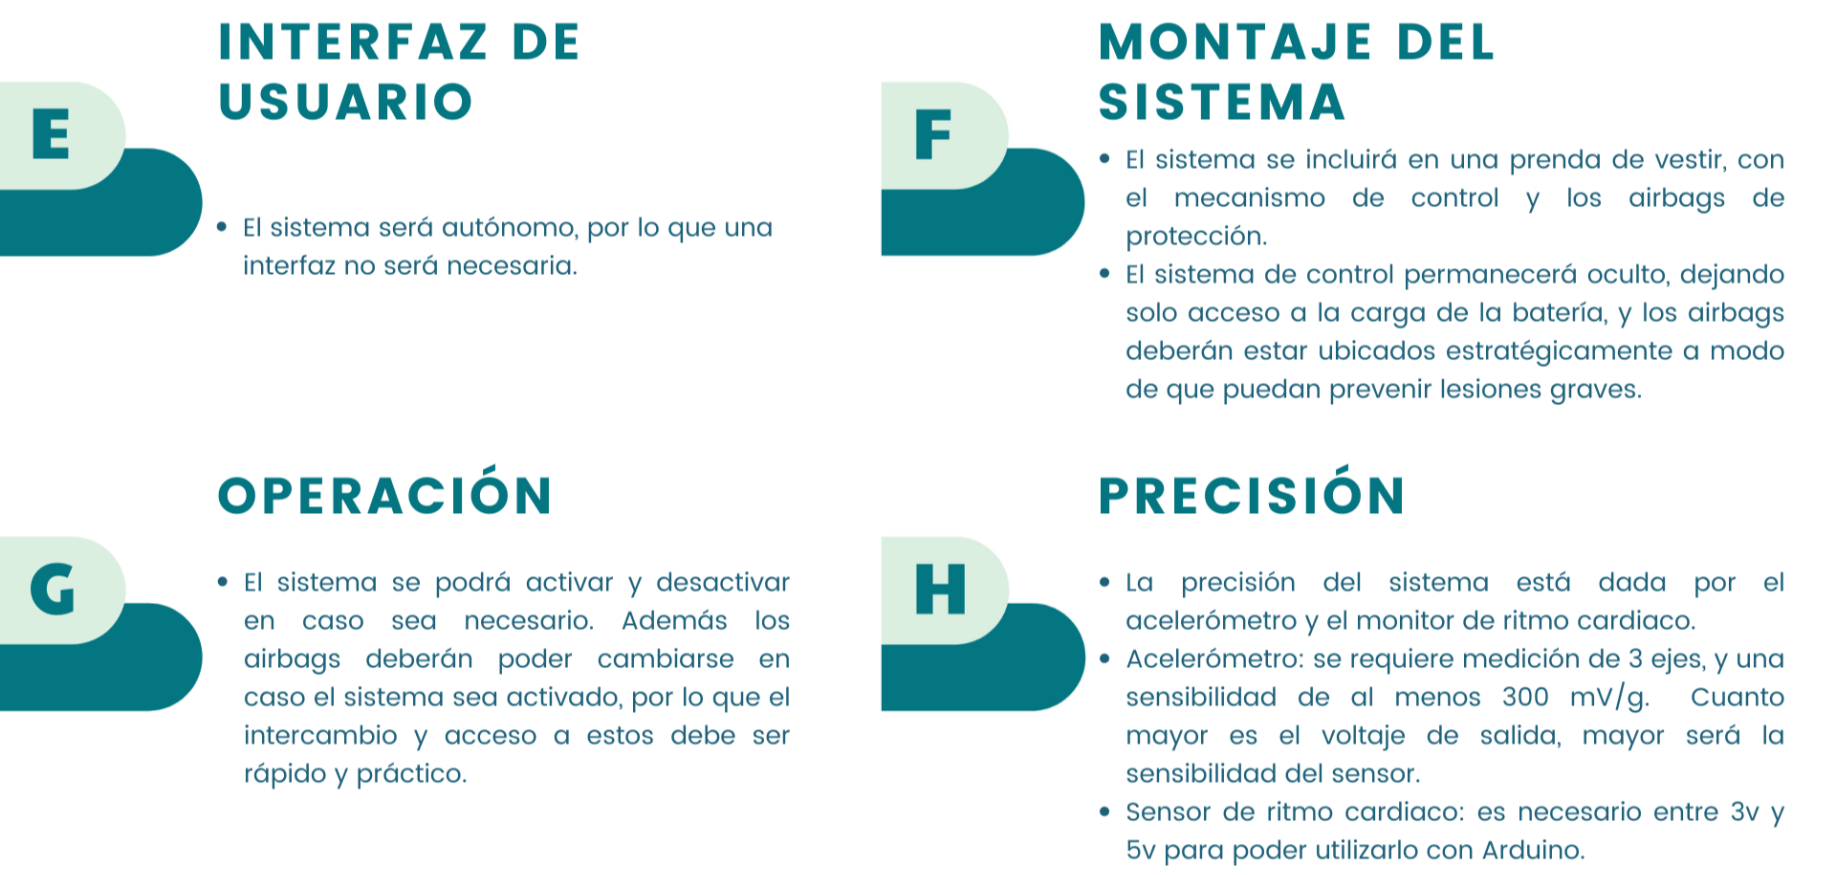 INTERFAZ DE
USUARIO
E
• El sistema será autónomo, por lo que una
interfaz no será necesaria.
MONTAJE DEL
SISTEMA
F
• El sistema se incluirá en una prenda de vestir, con
el mecanismo de control y los airbags de
protección.
• El sistema de control permanecerá oculto, dejando
solo acceso a la carga de la batería, y los airbags
deberán estar ubicados estratégicamente a modo
de que puedan prevenir lesiones graves.
OPERACIÓN
G
• El sistema se podrá activar y desactivar
en caso sea necesario. Además los
airbags deberán poder cambiarse en
caso el sistema sea activado, por lo que el
intercambio y acceso a estos debe ser
rápido y práctico.
PRECISIÓN
H
• La precisión del sistema está dada por el
acelerómetro y el monitor de ritmo cardiaco.
• Acelerómetro: se requiere medición de 3 ejes, y una
sensibilidad de al menos 300 mV/g. Cuanto
mayor es el voltaje de salida, mayor será la
sensibilidad del sensor.
• Sensor de ritmo cardiaco: es necesario entre 3v y
5v para poder utilizarlo con Arduino.